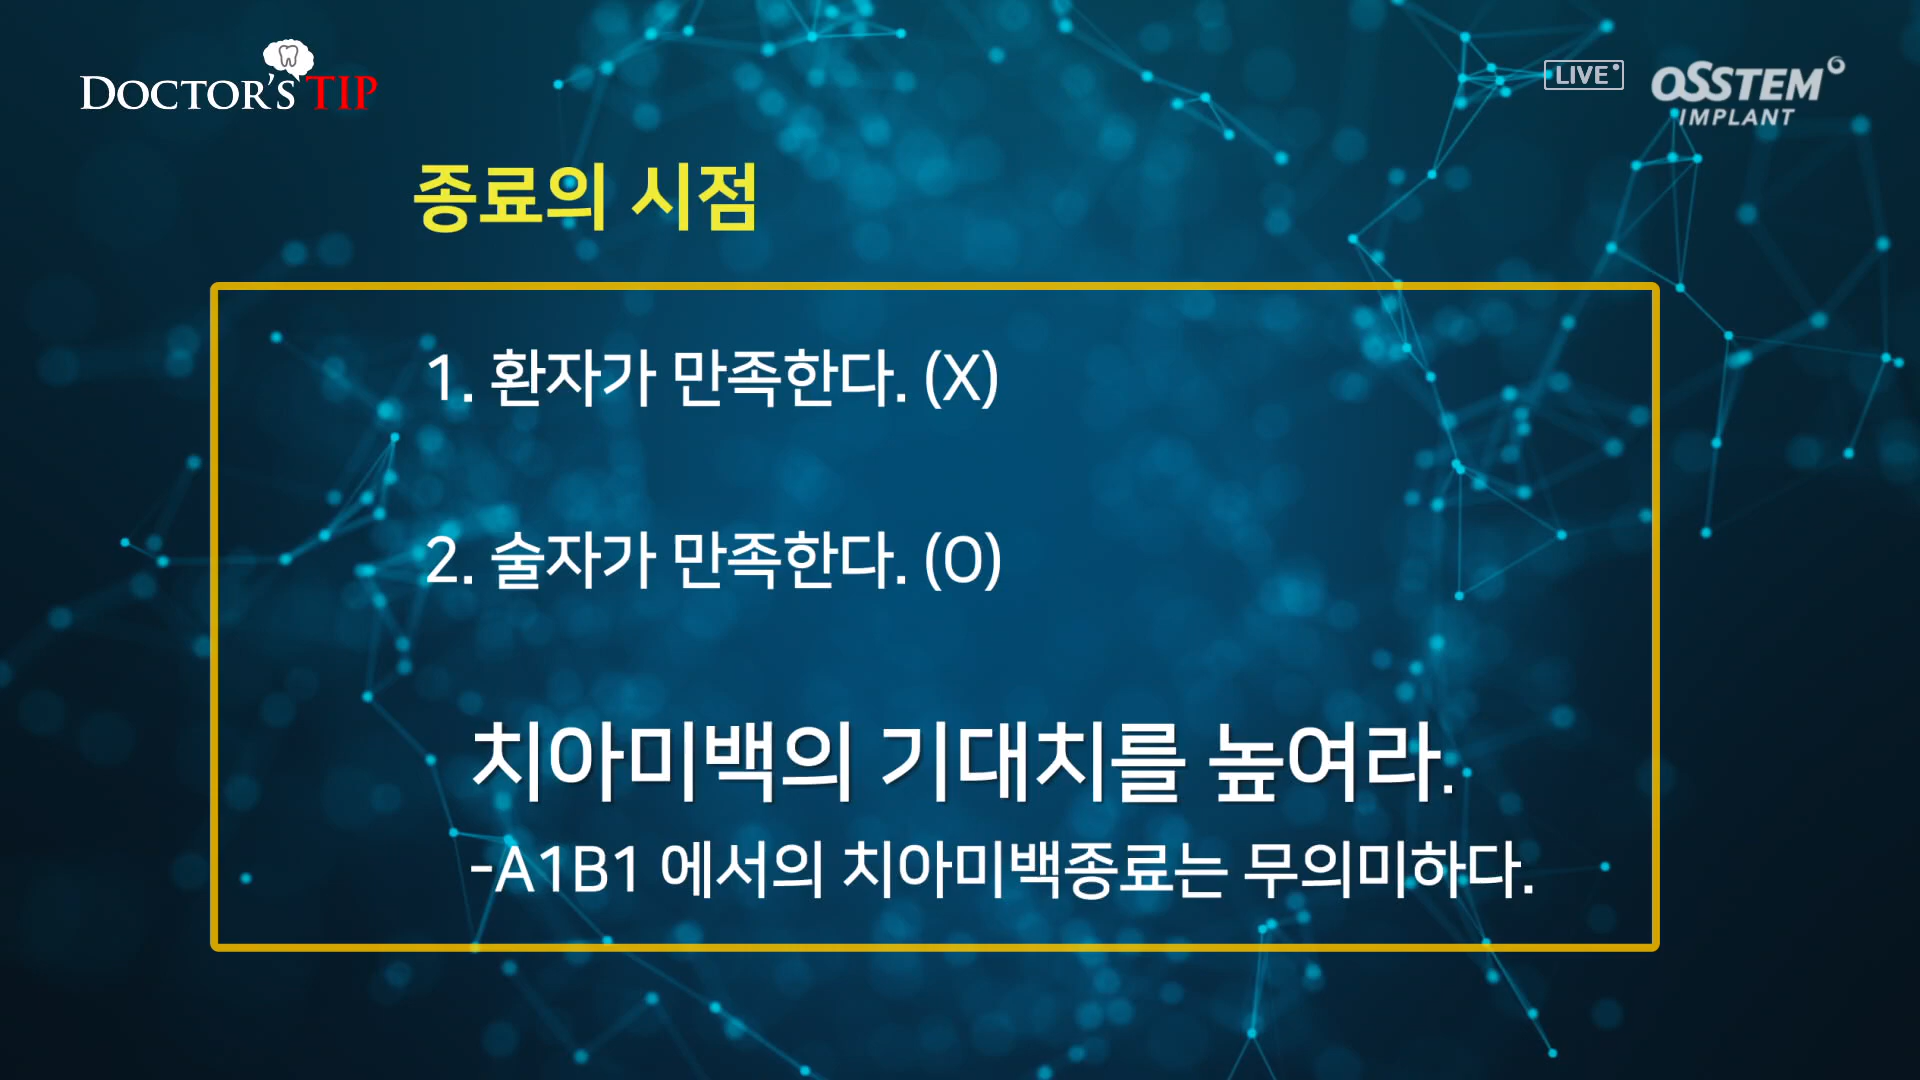 DOCTOR'S TIP
LIVE
OSSTEM
IMPLANT
종료의 시점
1. 환자가 만족한다. (X)
2. 술자가 만족한다. (O)
치아미백의 기대치를 높여라.
-A1B1 에서의 치아미백종료는 무의미하다.